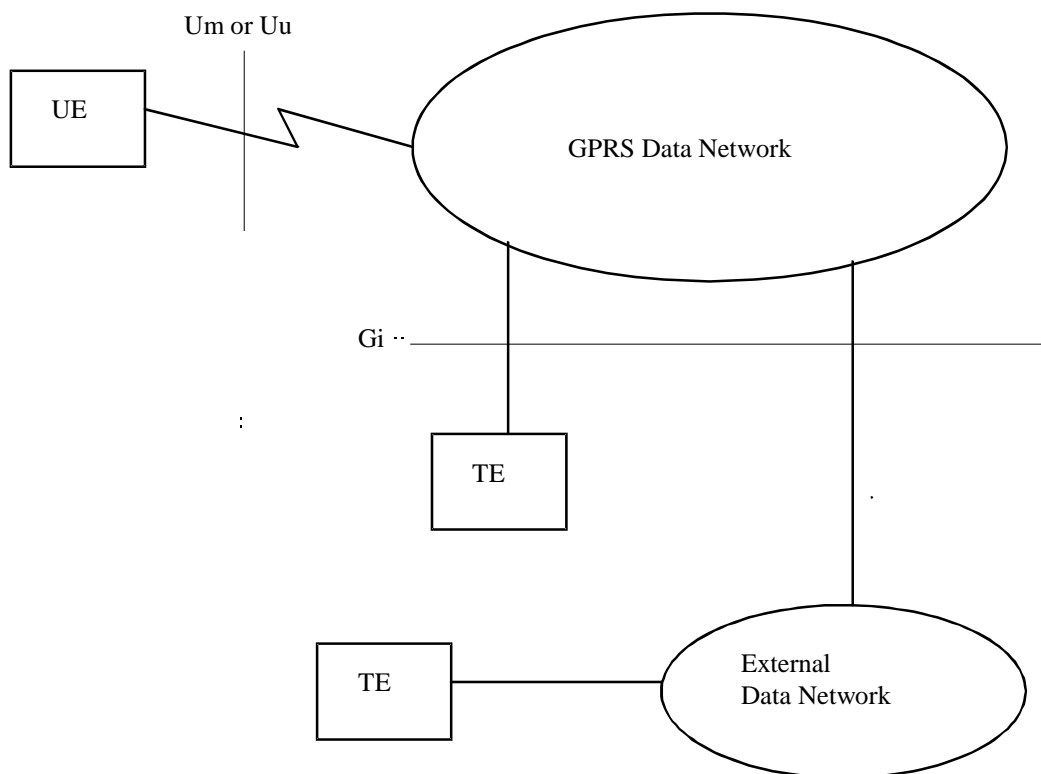 Um or Uu
UE
GPRS Data Network
Gi
TE
TE
External
Data Network